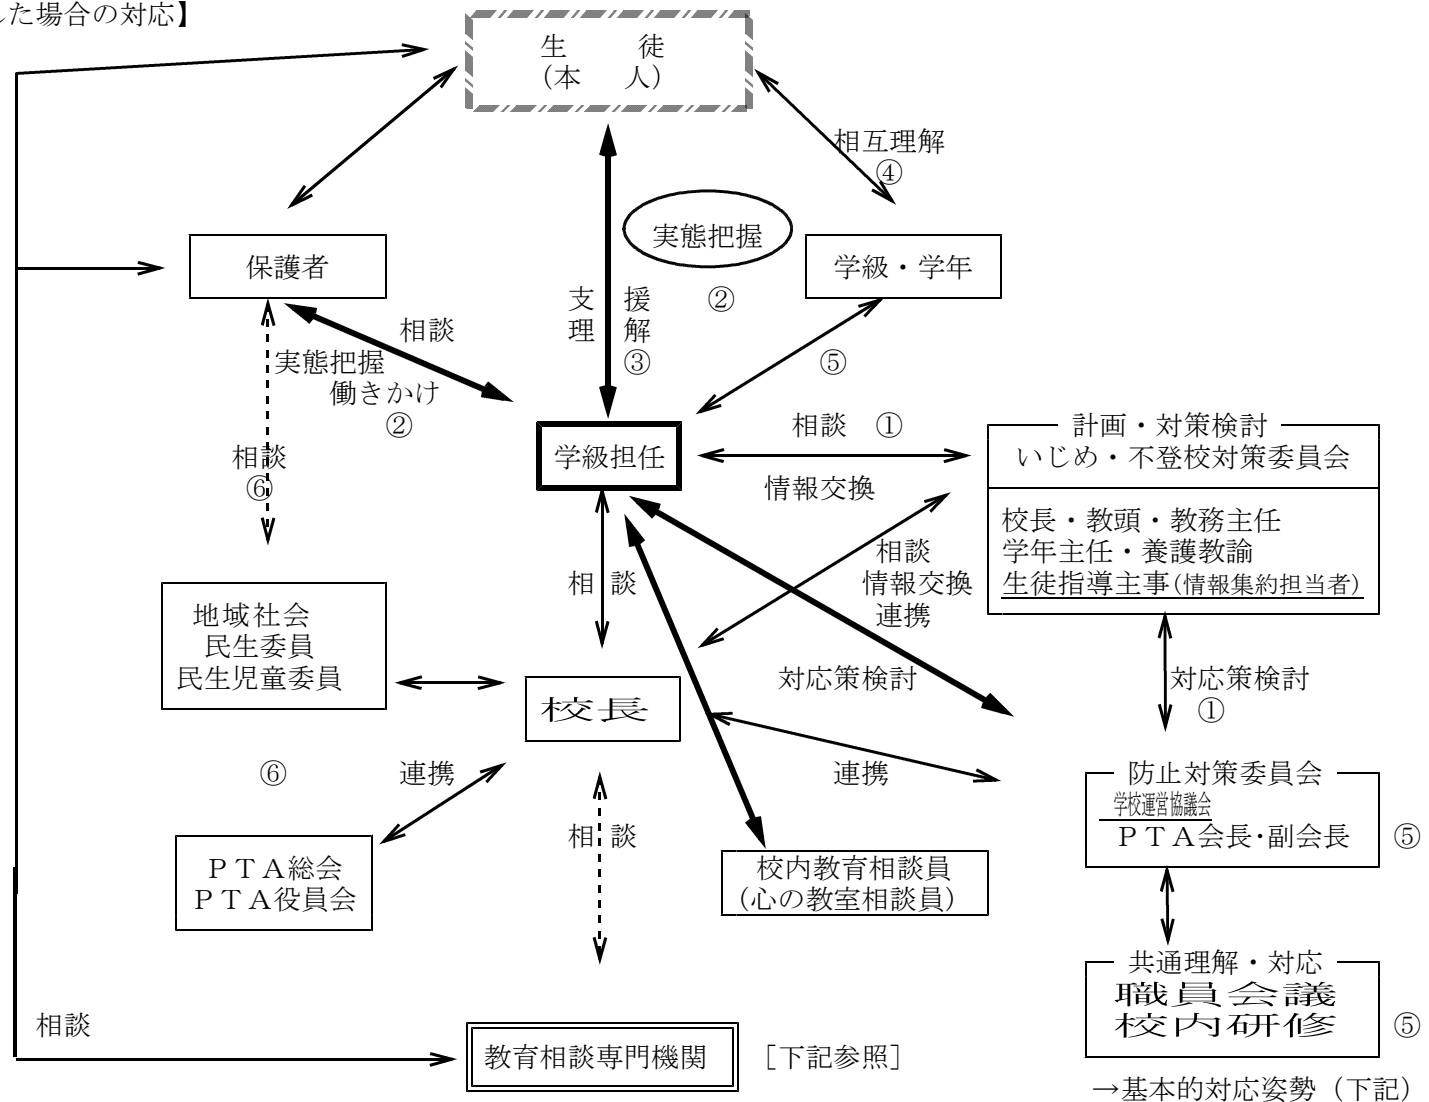 た場合の対応】
生　　徒
（本　　人）
相互理解
④
実態把握
②
保護者
学級・学年
支　援
理　解
③
相談
実態把握
働きかけ
②
⑤
相談　①
情報交換
学級担任
計画・対策検討
いじめ・不登校対策委員会
校長・教頭・教務主任
学年主任・養護教諭
生徒指導主事（情報集約担当者）
相談
⑥
相談
情報交換
連携
相　談
地域社会
民生委員
民生児童委員
対応策検討
対応策検討
①
校長
⑥
連携
連携
防止対策委員会
学校運営協議会
ＰＴＡ会長・副会長
⑤
相　談
ＰＴＡ総会
ＰＴＡ役員会
校内教育相談員
（心の教室相談員）
共通理解・対応
職員会議
校内研修
⑤
相談
教育相談専門機関
［下記参照］
→基本的対応姿勢（下記）